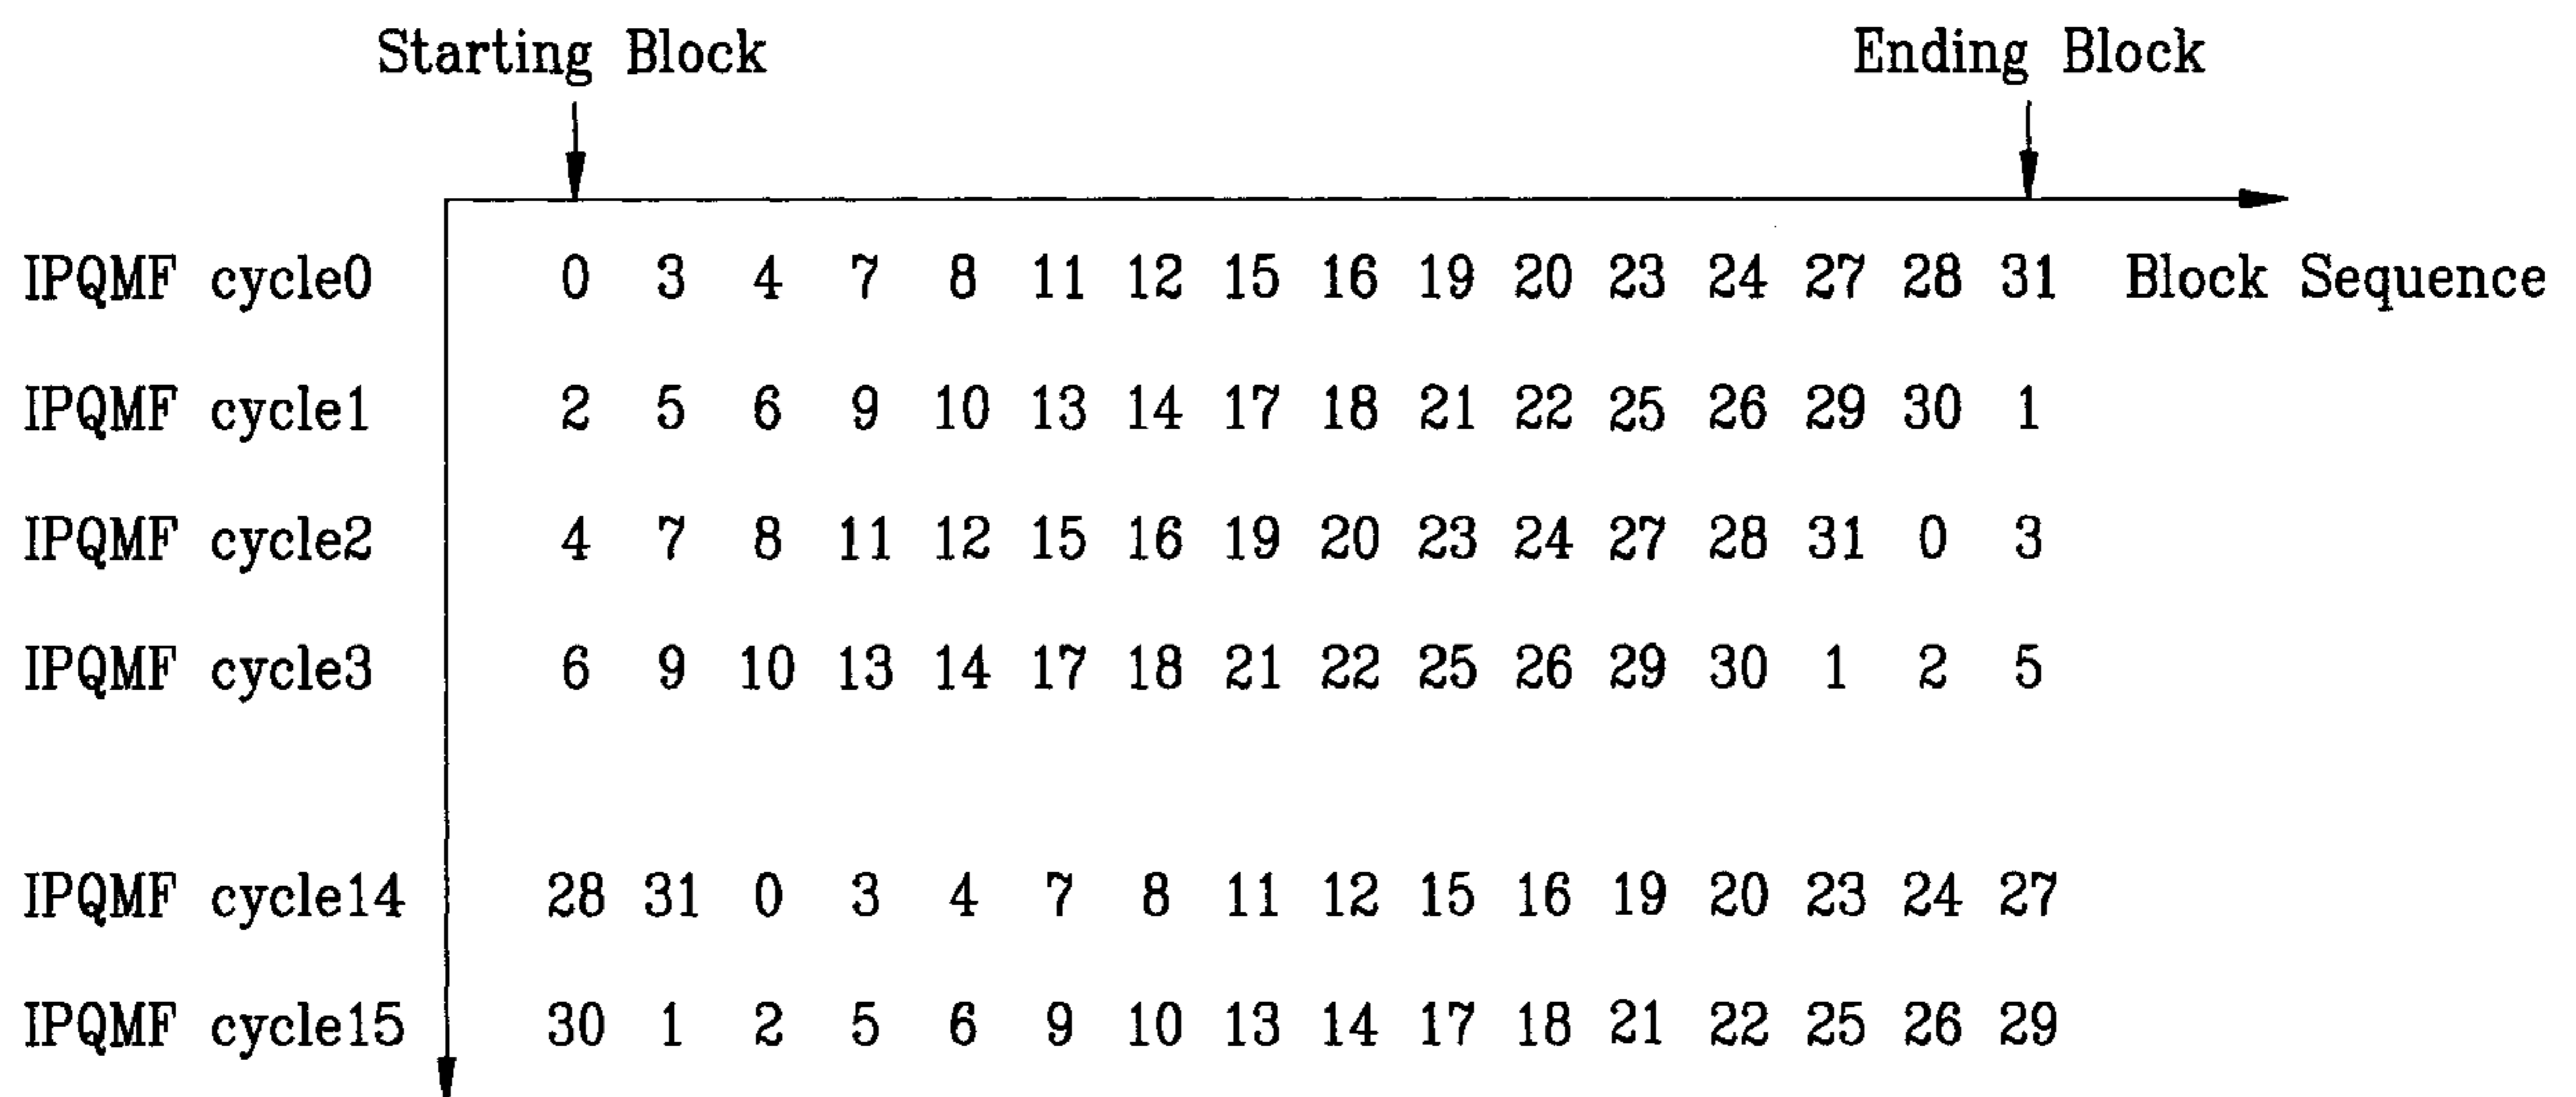 Starting Block Ending Block
IPQMF cycle0 0 3 4 7 8 11 12 15 16 19 20 23 24 27 28 31 Block Sequence
IPQMF cycle1 2 5 6 9 10 13 14 17 18 21 22 25 26 29 30 1
IPQMF cycle2 4 7 8 11 12 15 16 19 20 23 24 27 28 31 0 3
IPQMF cycle3 6 9 10 13 14 17 18 21 22 25 26 29 30 1 2 5
IPQMF cycle14 28 31 0 3 4 7 8 11 12 15 16 19 20 23 24 27
IPQMF cycle15 30 1 2 5 6 9 10 13 14 17 18 21 22 25 26 29